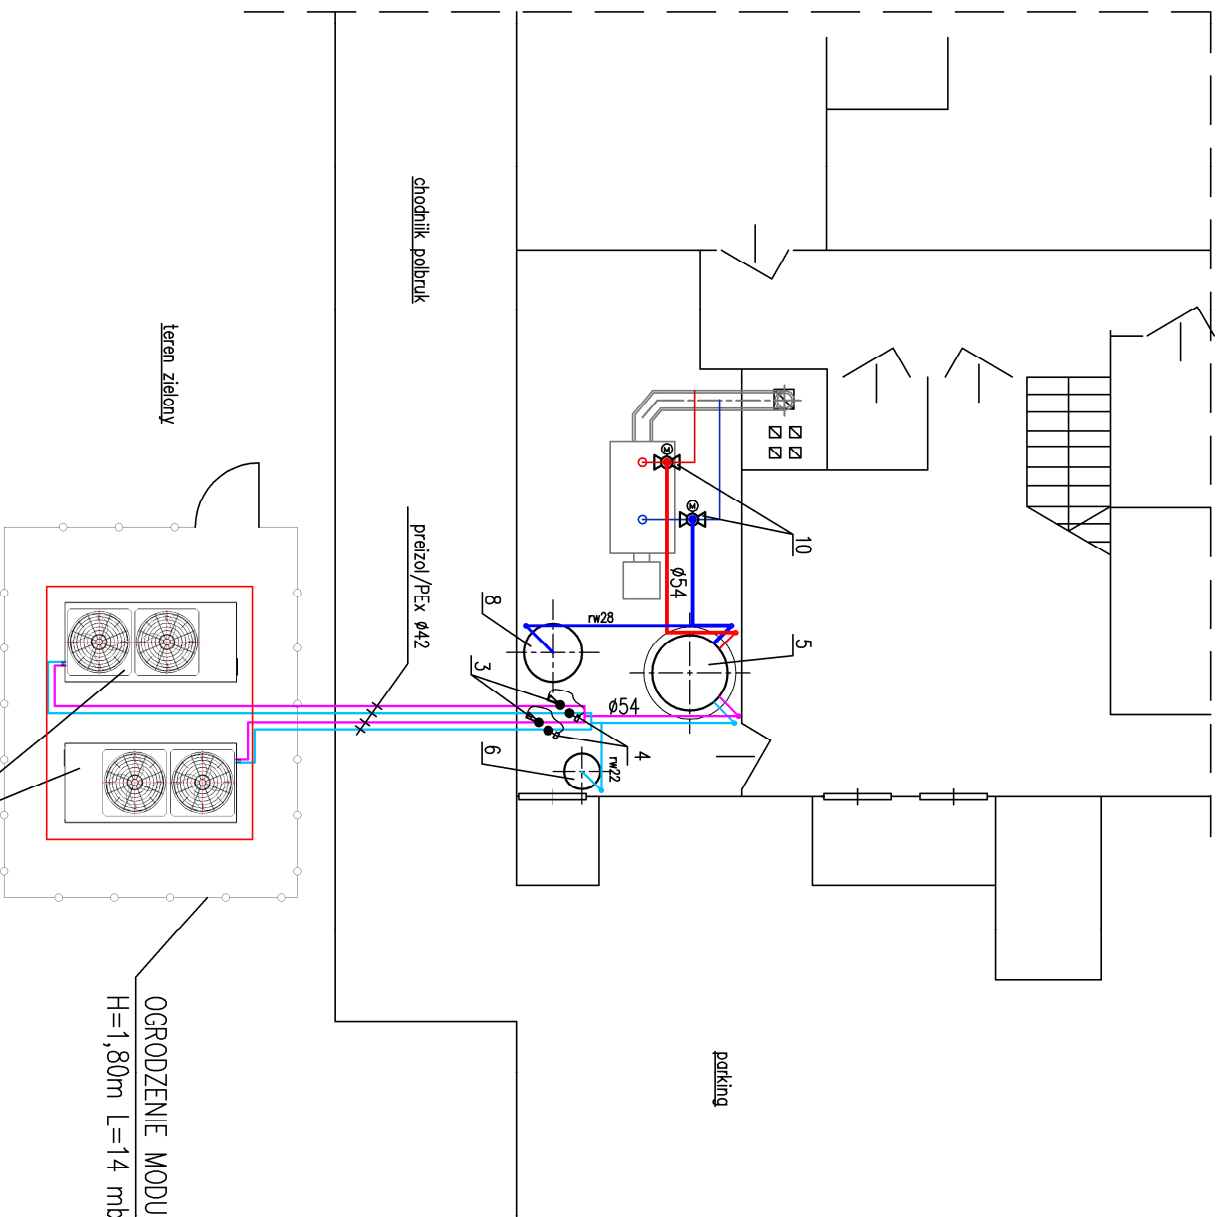 chodniik polbruk
teren zielony
preizol/PEx ø42
10
ø54
M
M
rw28
8
5
3
ø54
4
6
rw22
parking
OGRODZENIE MODU
H=1,80m L=14 mb